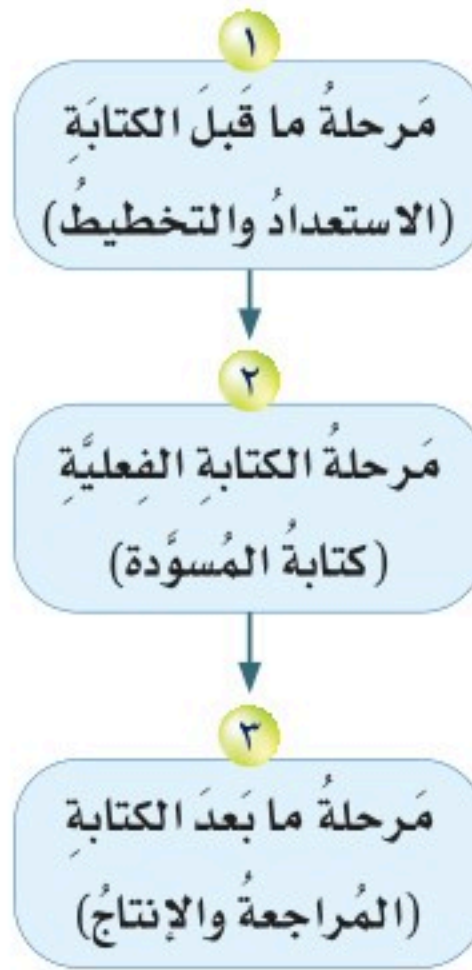 ١
مَرحلةُ ما قَبلَ الكتابَةِ
(الاستعدادُ والتخطيطُ)
٢
مَرحلةُ الكتابةِ الفِعليَّةِ
(كتابةُ المُسوَّدة)
٣
مَرحلةُ ما بَعدَ الكتابةِ
(المُراجعةُ والإنتاجُ)